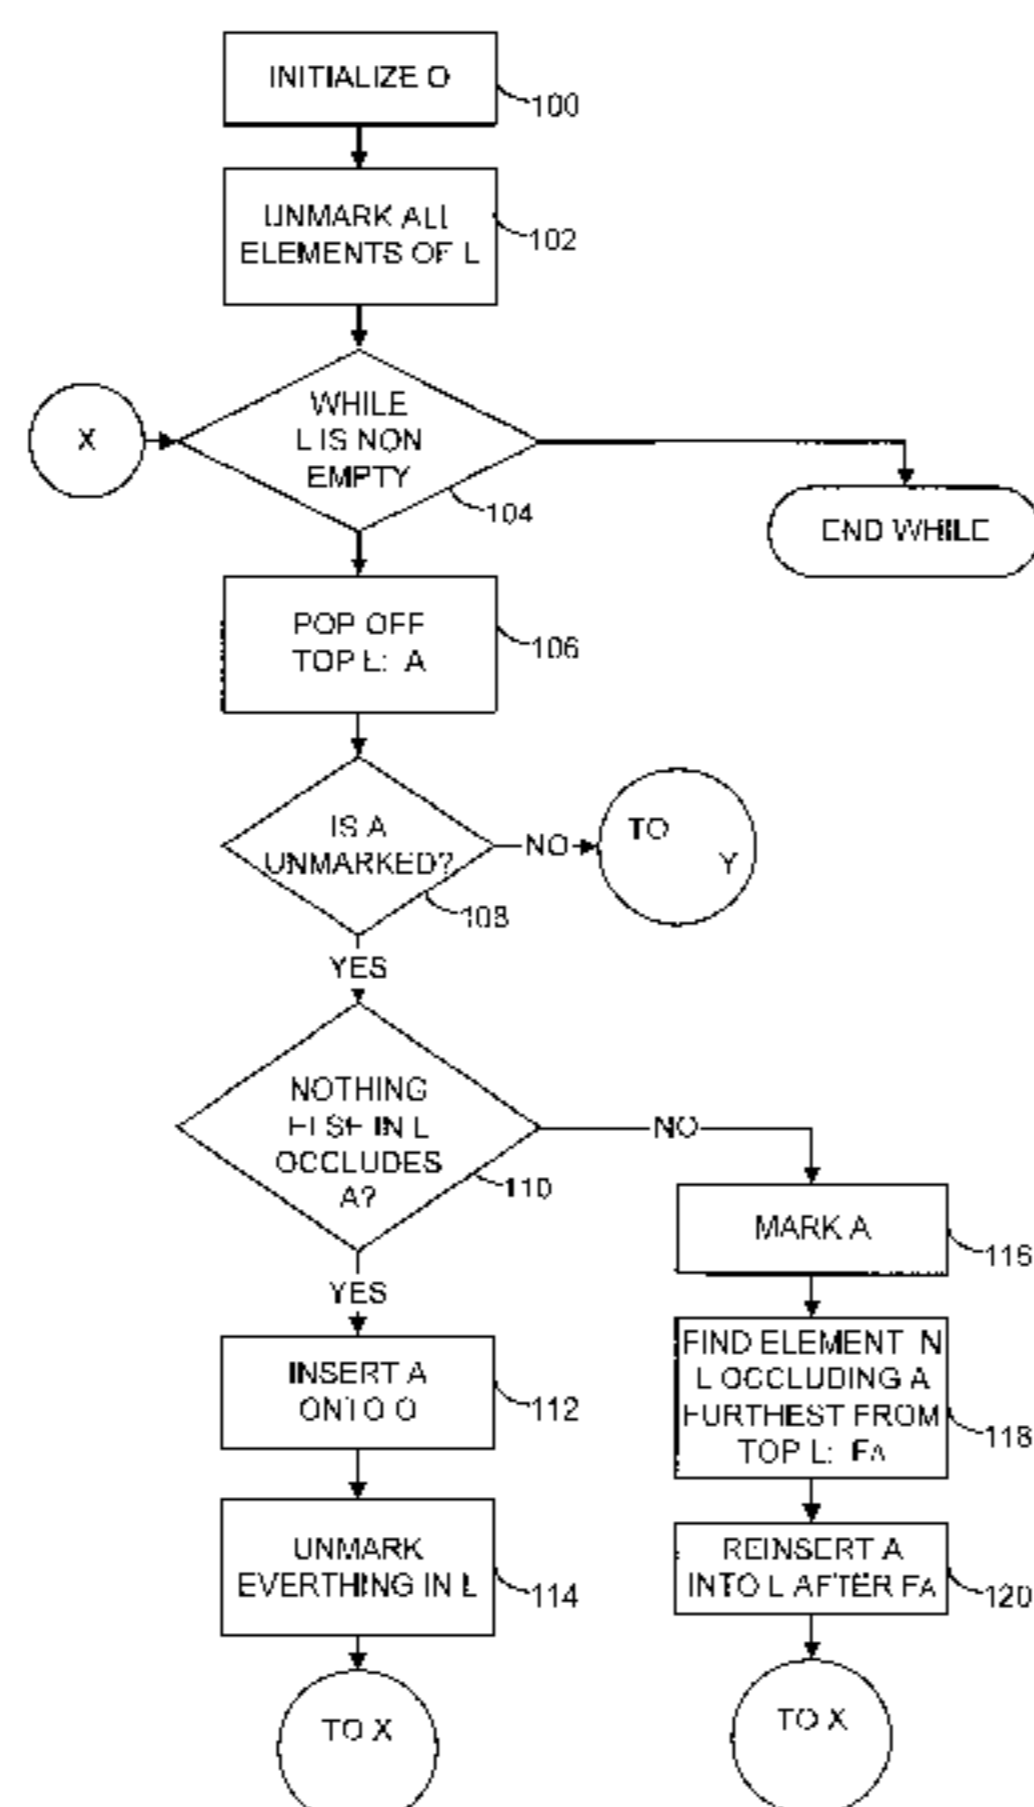 INITIALIZE O
100
UNMARK ALL
ELEMENTS OF L
102
X
WHILE
L IS NON
EMPTY
104
END WHILE
POP OFF
TOP L: A
106
IS A
UNMARKED?
108
NO
TO
Y
YES
NOTHING
ELSE IN L
OCCLUDES
A?
110
NO
MARK A
116
YES
INSERT A
ONTO O
112
FIND ELEMENT IN
L OCCLUDING A
FURTHEST FROM
TOP L: FA
118
UNMARK
EVERTHING IN L
114
REINSERT A
INTO L AFTER FA
120
TO X
TO X